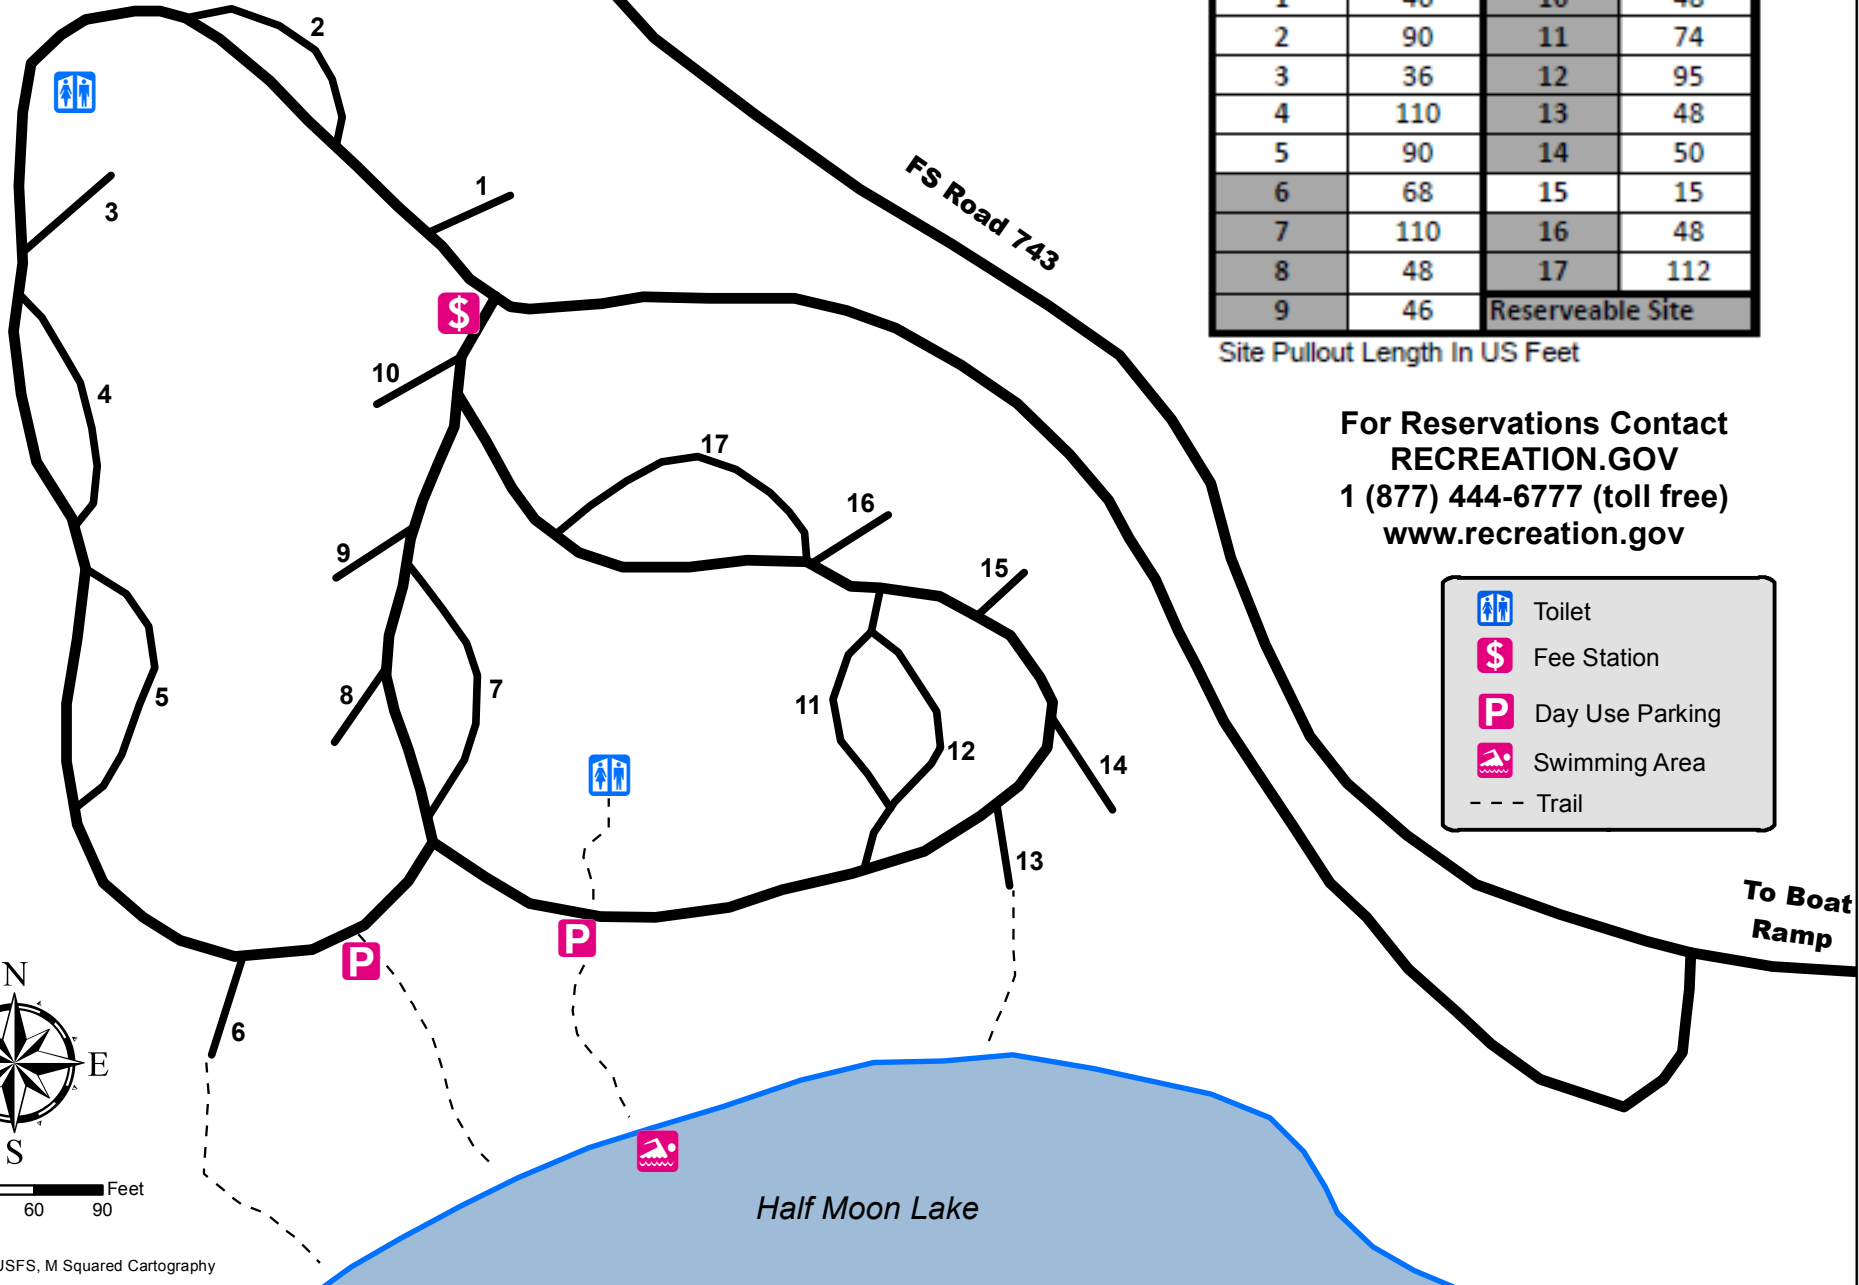 1 40 10 48
2 90 11 74
3 36 12 95
4 110 13 48
5 90 14 50
6 68 15 15
7 110 16 48
8 48 17 112
9 46 Reserveable Site
Site Pullout Length In US Feet
For Reservations Contact
RECREATION.GOV
1 (877) 444-6777 (toll free)
www.recreation.gov
Toilet
$ Fee Station
P Day Use Parking
Swimming Area
Trail
FS Road 743
To Boat
Ramp
2
1
3
$
10
4
17
16
9
15
8
7
5
11
12
14
13
P
P
6
N
E
S
Feet
60 90
USFS, M Squared Cartography
Half Moon Lake